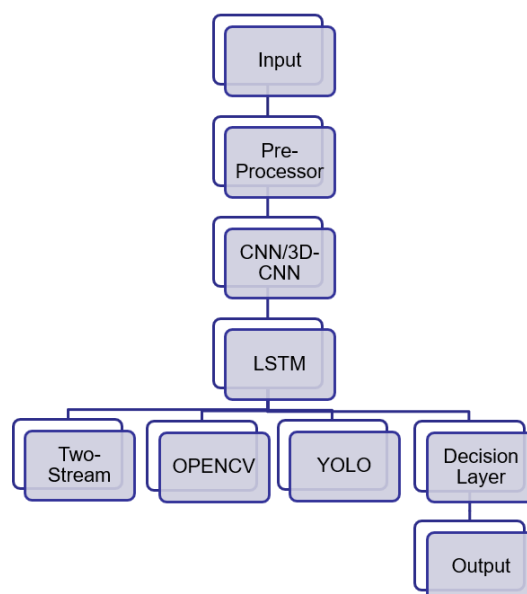 Input
Pre-
Processor
CNN/3D-
CNN
LSTM
Two-
Stream
OPENCV
YOLO
Decision
Layer
Output